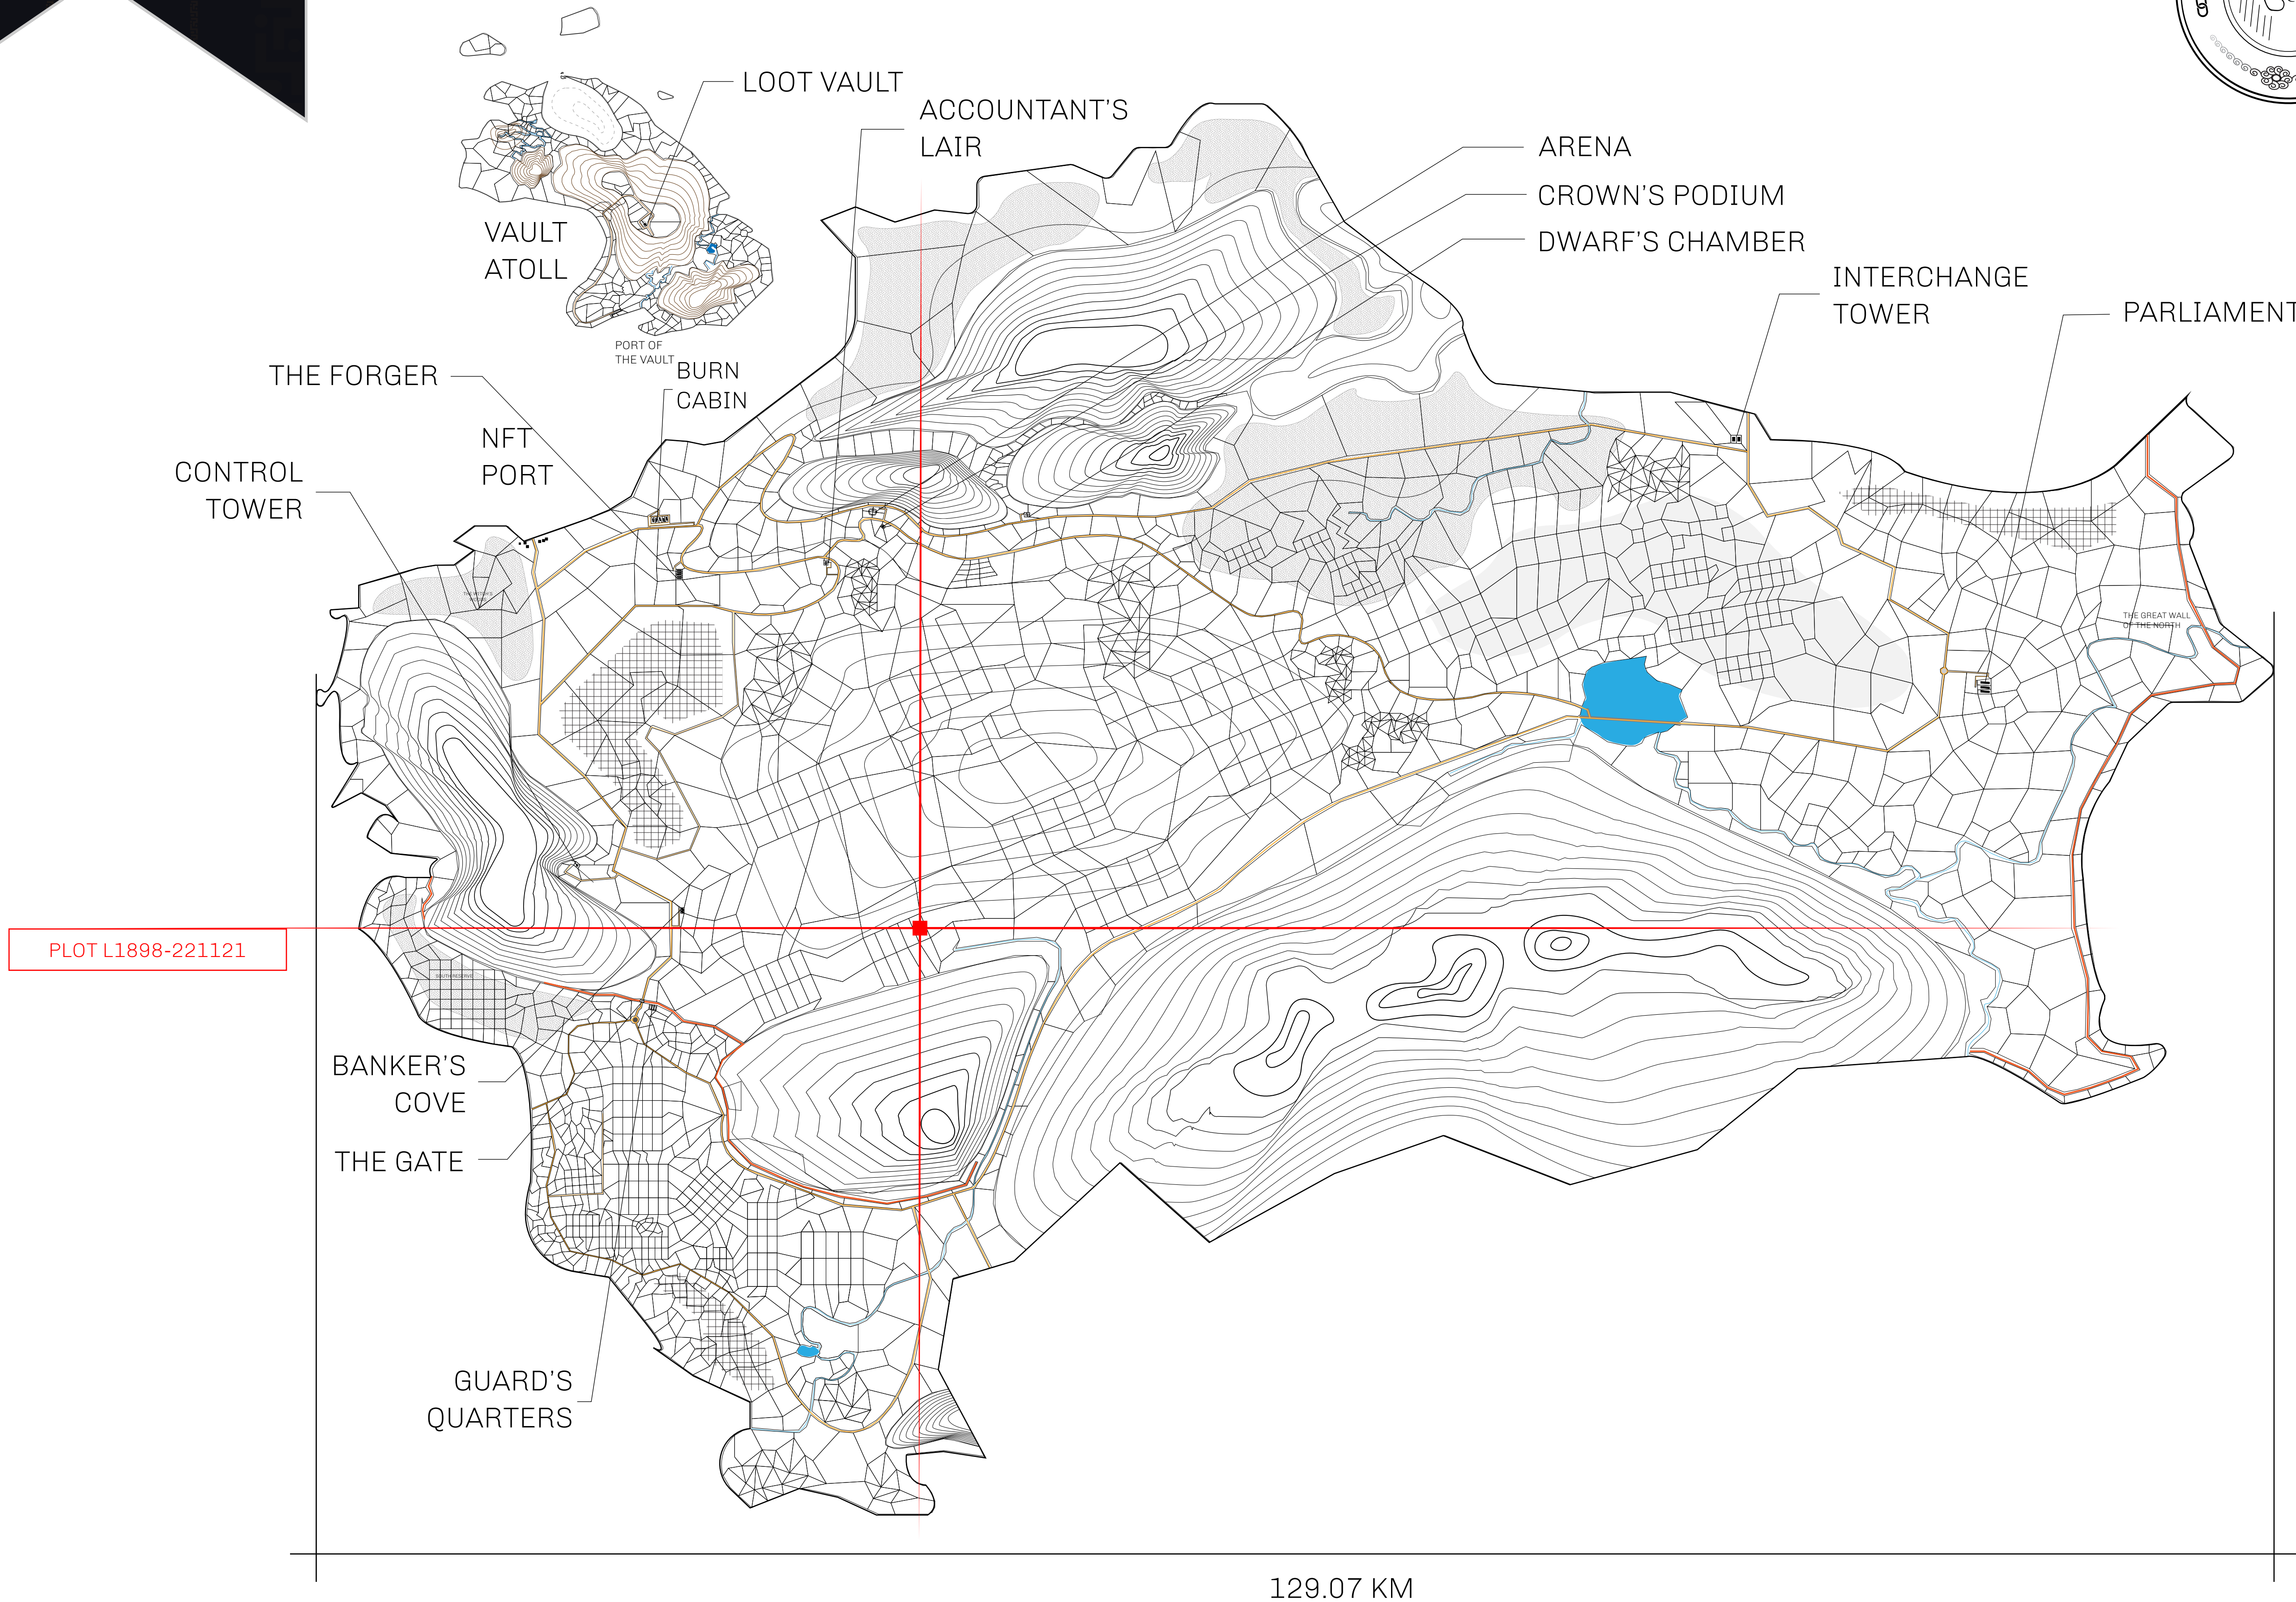 LOOT VAULT
ACCOUNTANT'S
LAIR
ARENA
CROWN'S PODIUM
DWARF'S CHAMBER
VAULT
ATOLL
INTERCHANGE
TOWER
PARLIAMENT
PORT OF
THE VAULT
THE FORGER
BURN
CABIN
NFT
PORT
CONTROL
TOWER
THE GREAT WALL
OF THE NORTH
PLOT L1898-221121
SOUTH RESERVE
BANKER'S
COVE
THE GATE
GUARD'S
QUARTERS
129.07 KM